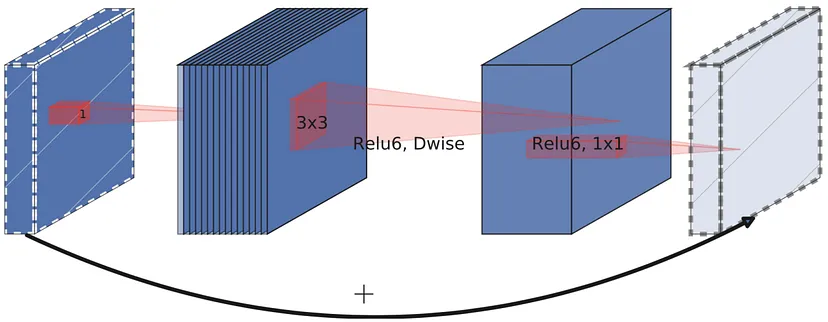 1
3x3
Relu6, Dwise
Relu6, 1x1
+